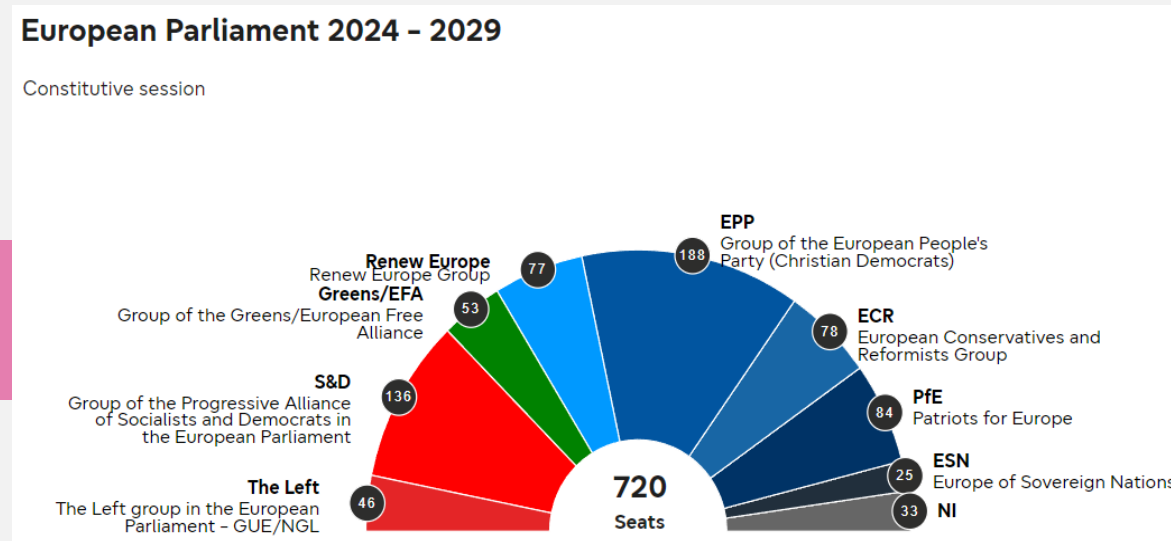 European Parliament 2024 – 2029
Constitutive session
EPP
Group of the European People's
Party (Christian Democrats)
188
Renew Europe
Renew Europe Group
77
Greens/EFA
Group of the Greens/European Free
Alliance
53
ECR
European Conservatives and
Reformists Group
78
S&D
Group of the Progressive Alliance
of Socialists and Democrats in
the European Parliament
136
PfE
Patriots for Europe
84
ESN
Europe of Sovereign Nations
25
The Left
The Left group in the European
Parliament – GUE/NGL
46
720
Seats
33
NI